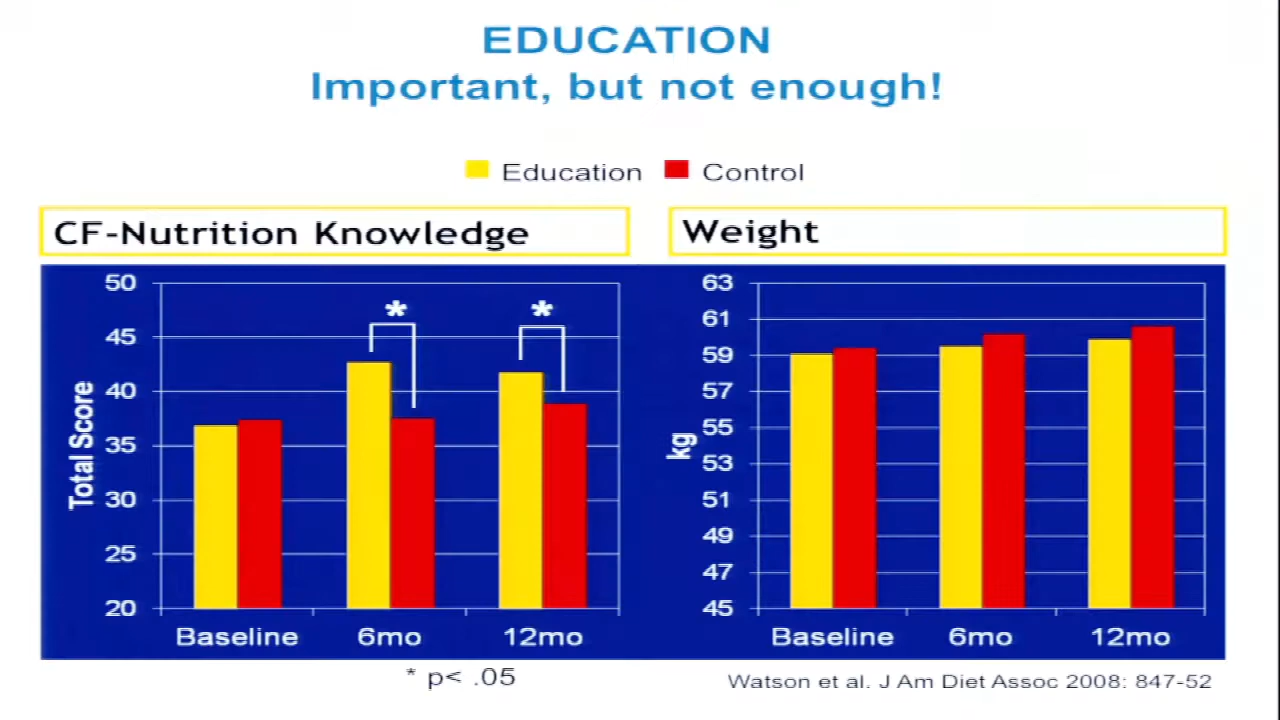 EDUCATION
Important, but not enough!
Education Control
CF-Nutrition Knowledge
50
45
40
35
30
25
20
Total Score
* *
Baseline 6mo 12mo
* p< .05
Weight
63
61
59
57
55
53
51
49
47
45
kg
Baseline 6mo 12mo
Watson et al. J Am Diet Assoc 2008: 847-52